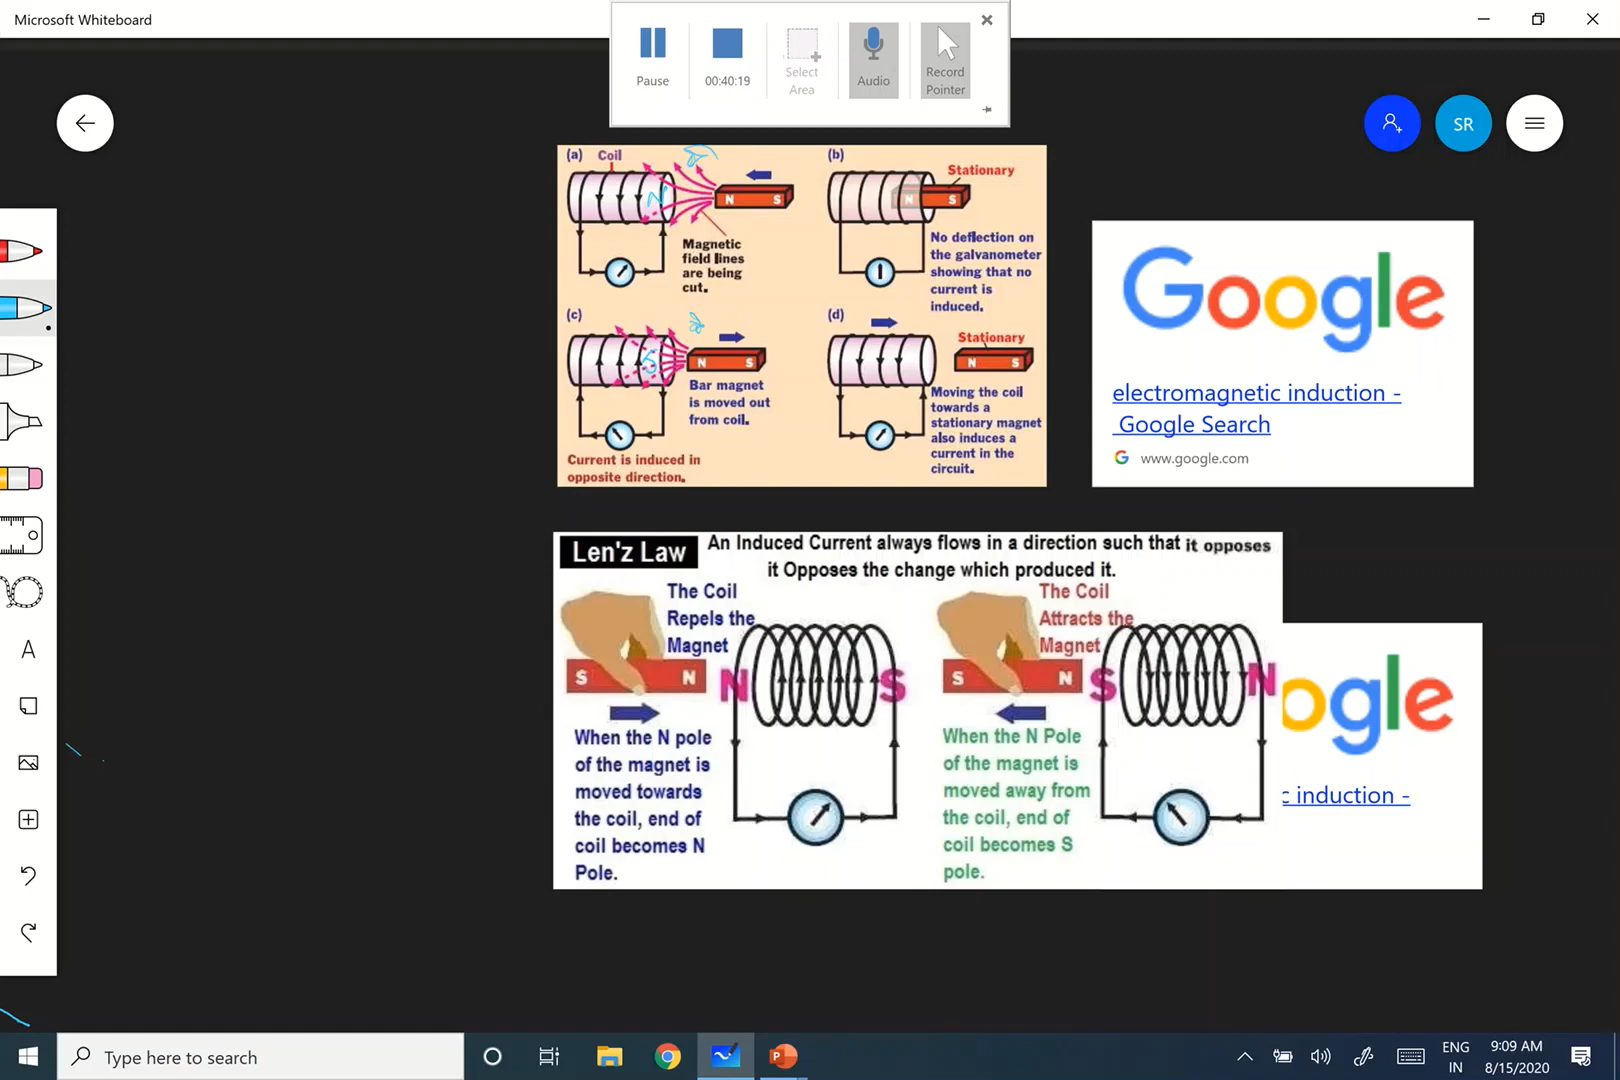 Microsoft Whiteboard
Pause
00:40:19
Select
Area
Audio
Record
Pointer
SR
(a) Coil
N
N S
Magnetic
field lines
are being
cut.
(b)
Stationary
N S
No deflection on
the galvanometer
showing that no
current is
induced.
(c)
S
N S
Bar magnet
is moved out
from coil.
Current is induced in
opposite direction.
(d)
Stationary
N S
Moving the coil
towards a
stationary magnet
also induces a
current in the
circuit.
Google
electromagnetic induction -
Google Search
G www.google.com
Len'z Law
An Induced Current always flows in a direction such that it opposes
it Opposes the change which produced it.
The Coil
Repels the
Magnet
S N
N S
When the N pole
of the magnet is
moved towards
the coil, end of
coil becomes N
Pole.
The Coil
Attracts the
Magnet
S N
S N
When the N Pole
of the magnet is
moved away from
the coil, end of
coil becomes S
pole.
ogle
c induction -
A
Type here to search
P
ENG
IN
9:09 AM
8/15/2020